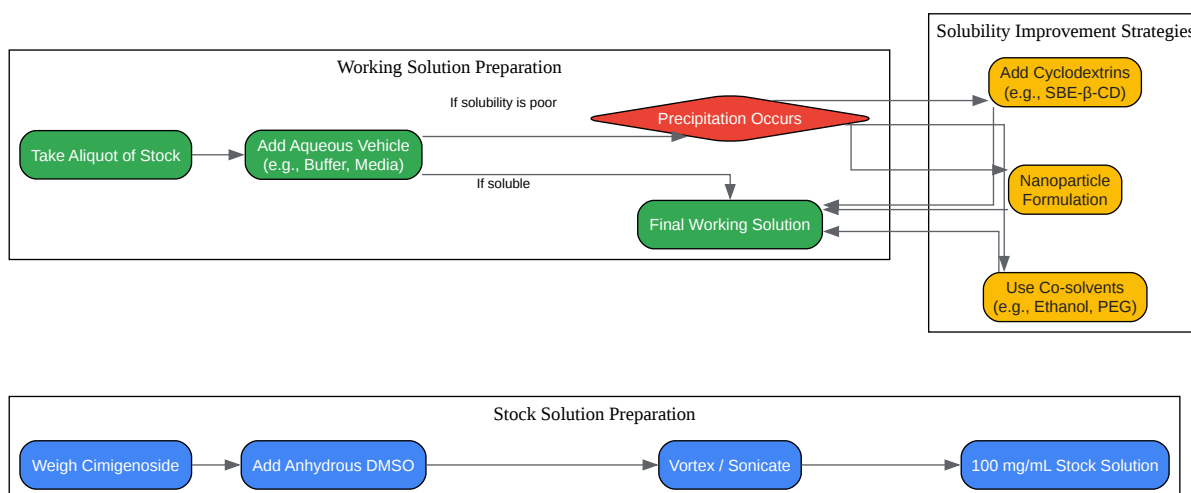 Solubility Improvement Strategies
Working Solution Preparation
Add Cyclodextrins
(e.g., SBE-β-CD)
If solubility is poor
Precipitation Occurs
Take Aliquot of Stock
Add Aqueous Vehicle
(e.g., Buffer, Media)
If soluble
Nanoparticle
Formulation
Final Working Solution
Use Co-solvents
(e.g., Ethanol, PEG)
Stock Solution Preparation
Weigh Cimigenoside
Add Anhydrous DMSO
Vortex / Sonicate
100 mg/mL Stock Solution